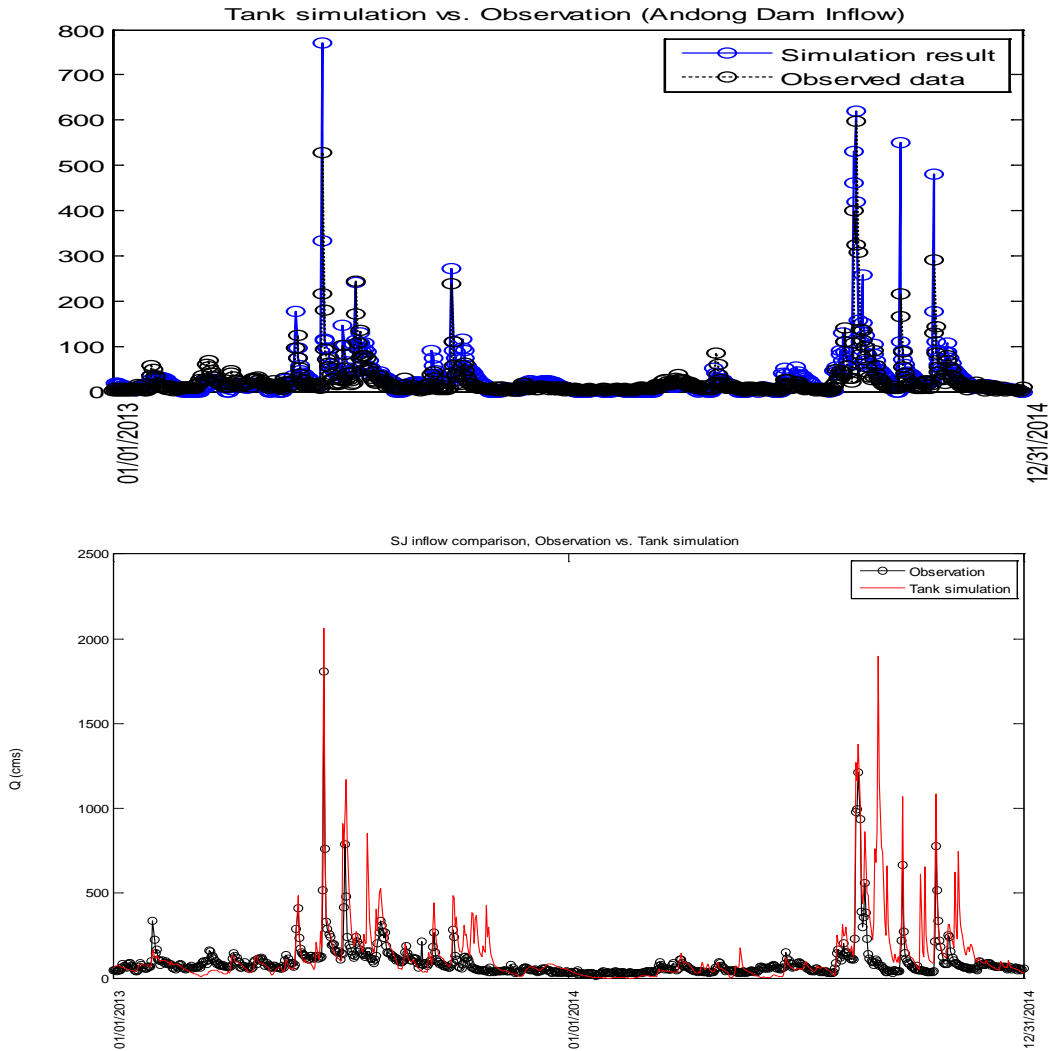 Tank simulation vs. Observation (Andong Dam Inflow)
800
700
600
500
400
300
200
100
0
Simulation result
Observed data
01/01/2013
12/31/2014
SJ inflow comparison, Observation vs. Tank simulation
2500
2000
1500
1000
500
0
Q (cms)
Observation
Tank simulation
01/01/2013
01/01/2014
12/31/2014